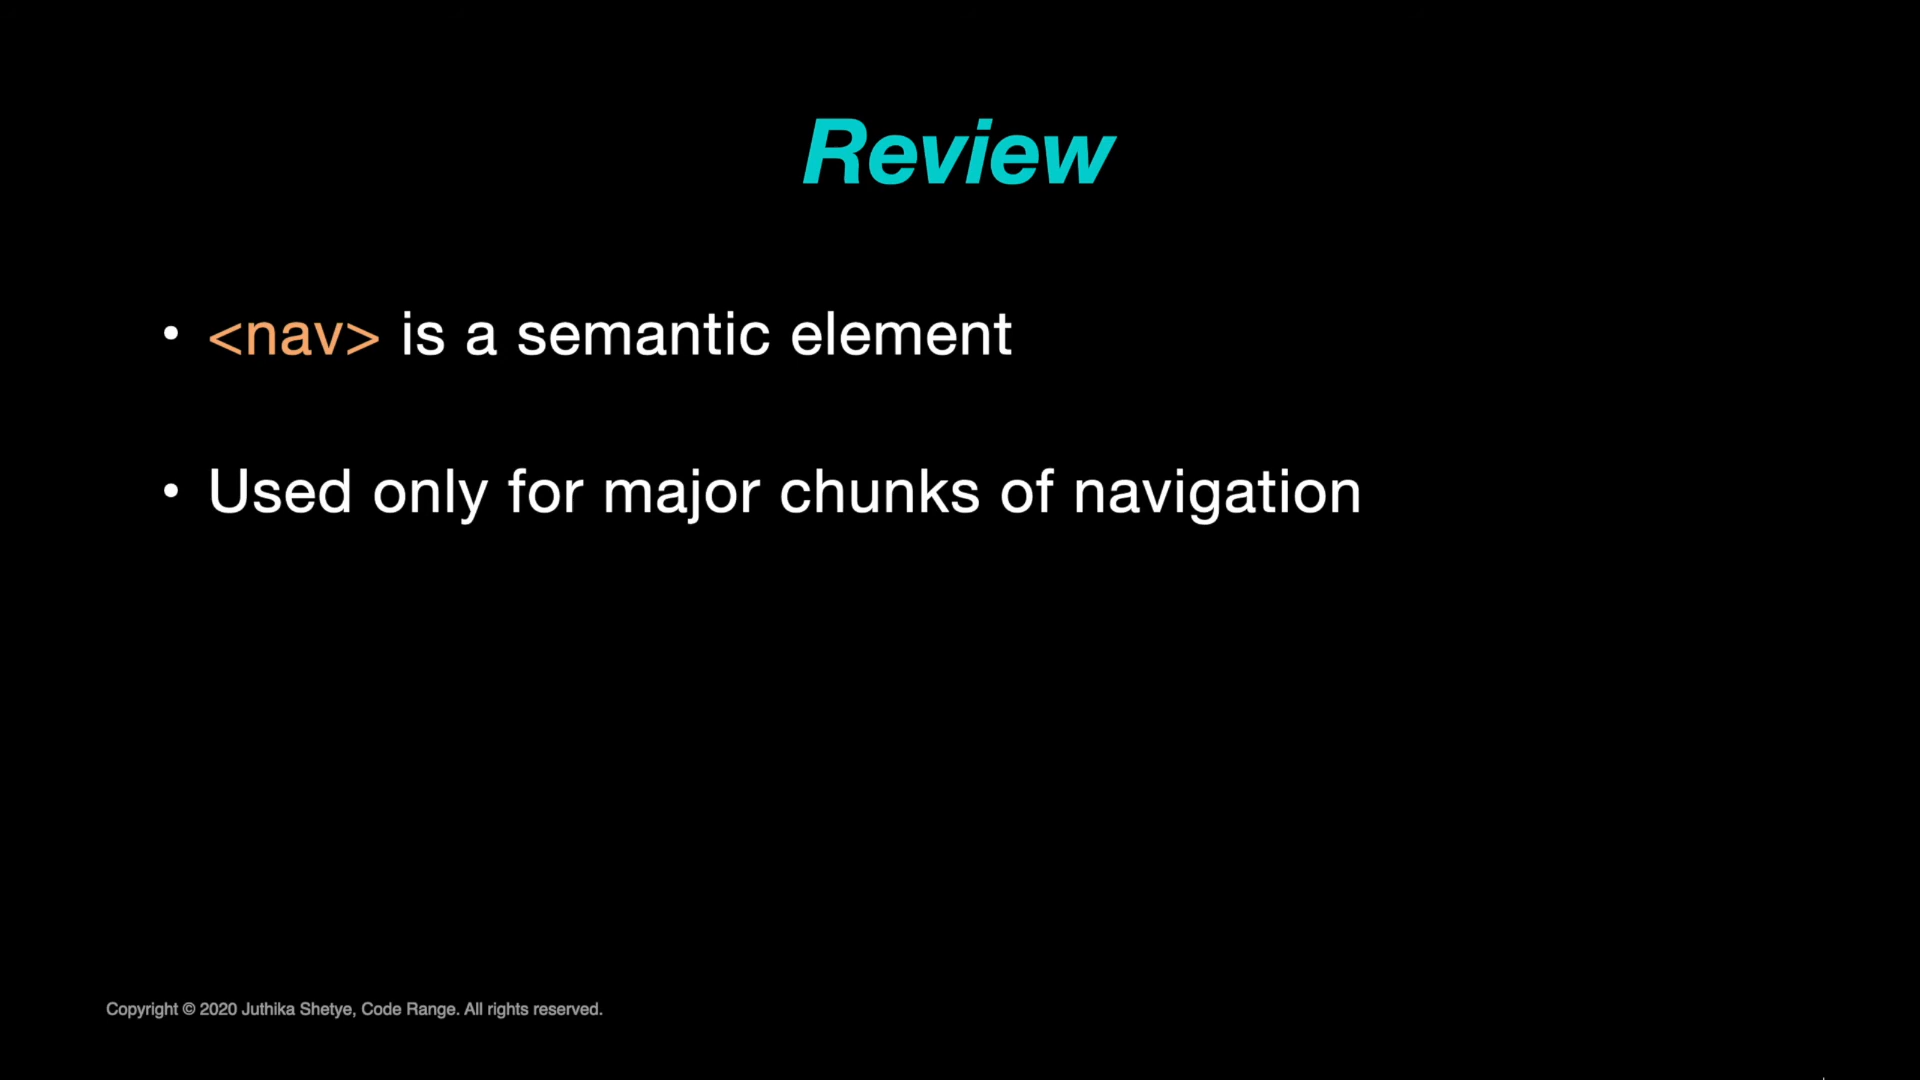 Review
• <nav> is a semantic element
• Used only for major chunks of navigation
Copyright © 2020 Juthika Shetye, Code Range. All rights reserved.